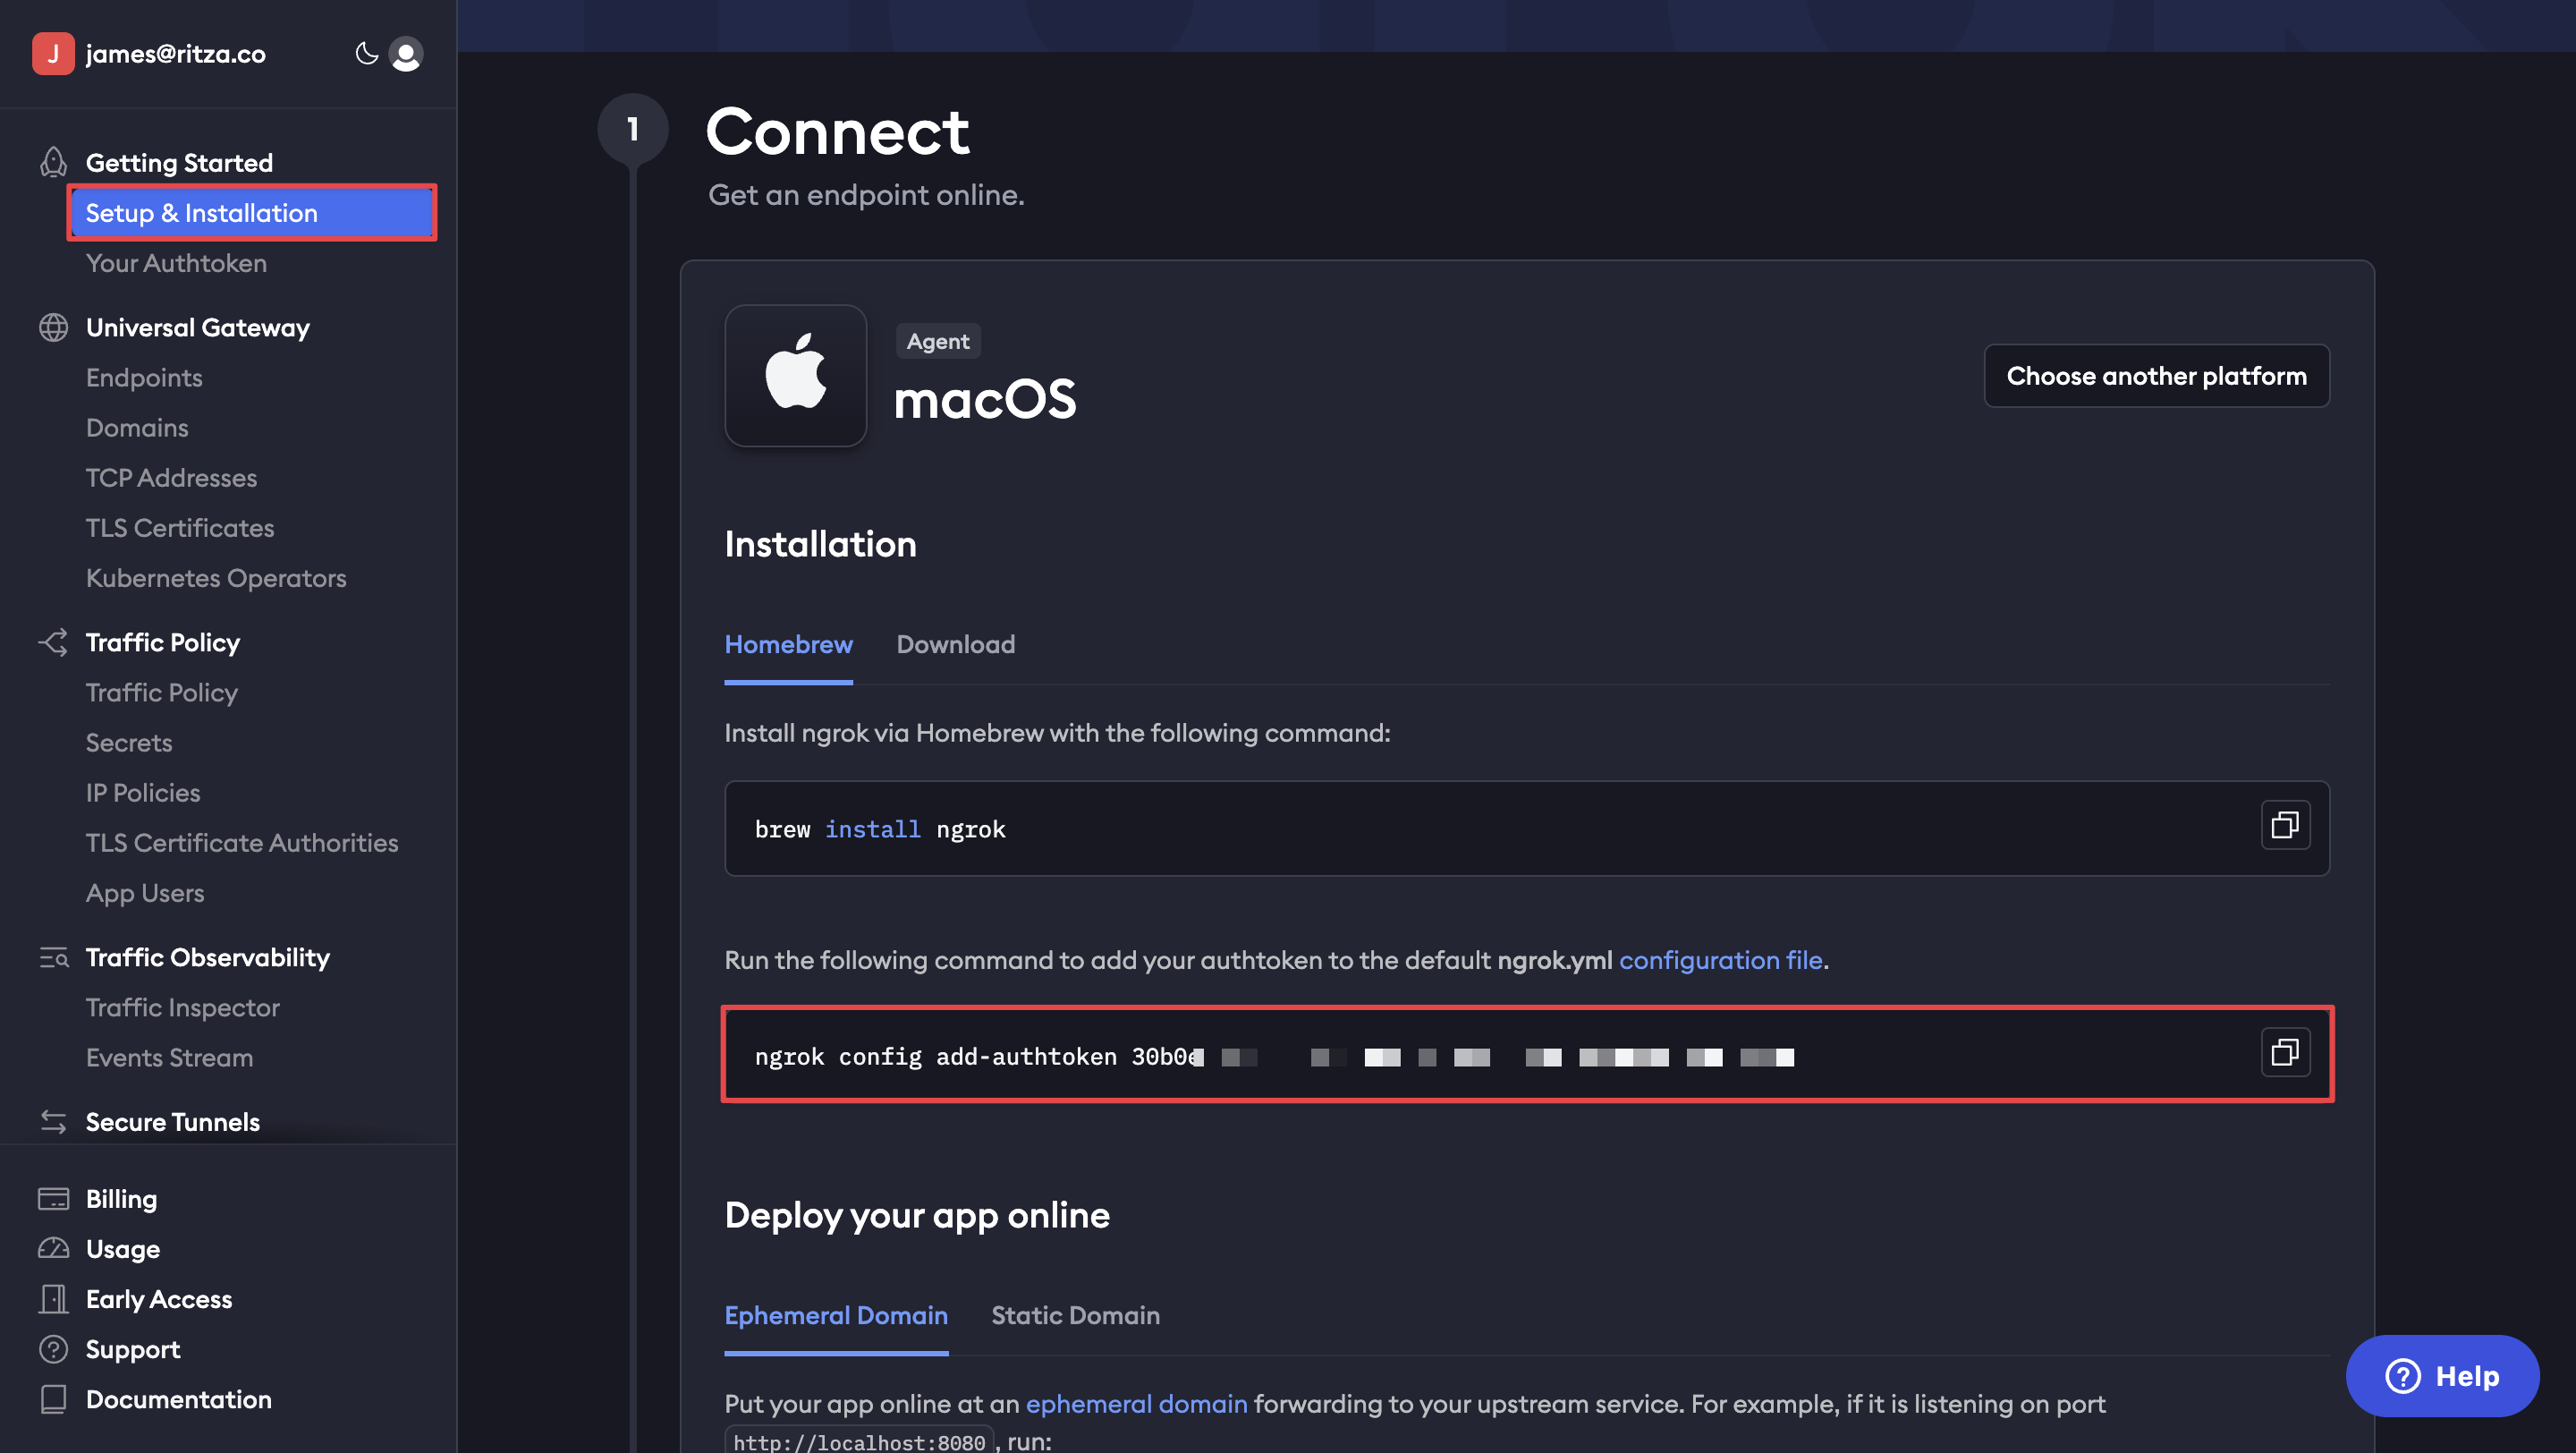 J james@ritza.co
Getting Started
Setup & Installation
Your Authtoken
Universal Gateway
Endpoints
Domains
TCP Addresses
TLS Certificates
Kubernetes Operators
Traffic Policy
Traffic Policy
Secrets
IP Policies
TLS Certificate Authorities
App Users
Traffic Observability
Traffic Inspector
Events Stream
Secure Tunnels
Billing
Usage
Early Access
Support
Documentation
1 Connect
Get an endpoint online.
Agent
macOS
Choose another platform
Installation
Homebrew Download
Install ngrok via Homebrew with the following command:
brew install ngrok
Run the following command to add your authtoken to the default ngrok.yml configuration file.
ngrok config add-authtoken 30b0e
Deploy your app online
Ephemeral Domain Static Domain
Put your app online at an ephemeral domain forwarding to your upstream service. For example, if it is listening on port
http://localhost:8080, run:
? Help